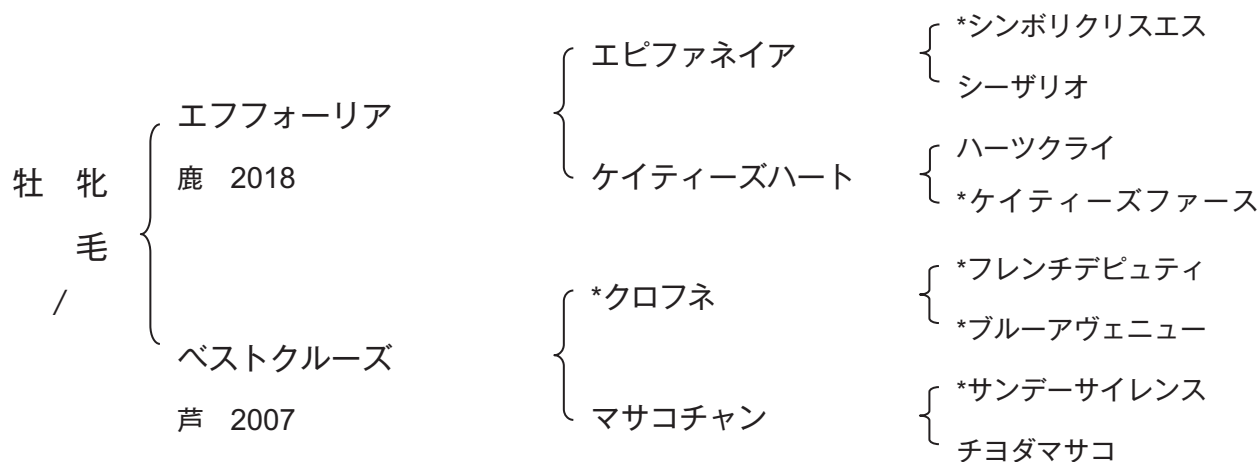 牡 牝
毛
/
エフフォーリア
鹿 2018
ベストクルーズ
芦 2007
エピファネイア
ケイティーズハート
*クロフネ
マサコチャン
*シンボリクリスエス
シーザリオ
ハーツクライ
*ケイティーズファース
*フレンチデピュティ
*ブルーアヴェニュー
*サンデーサイレンス
チヨダマサコ